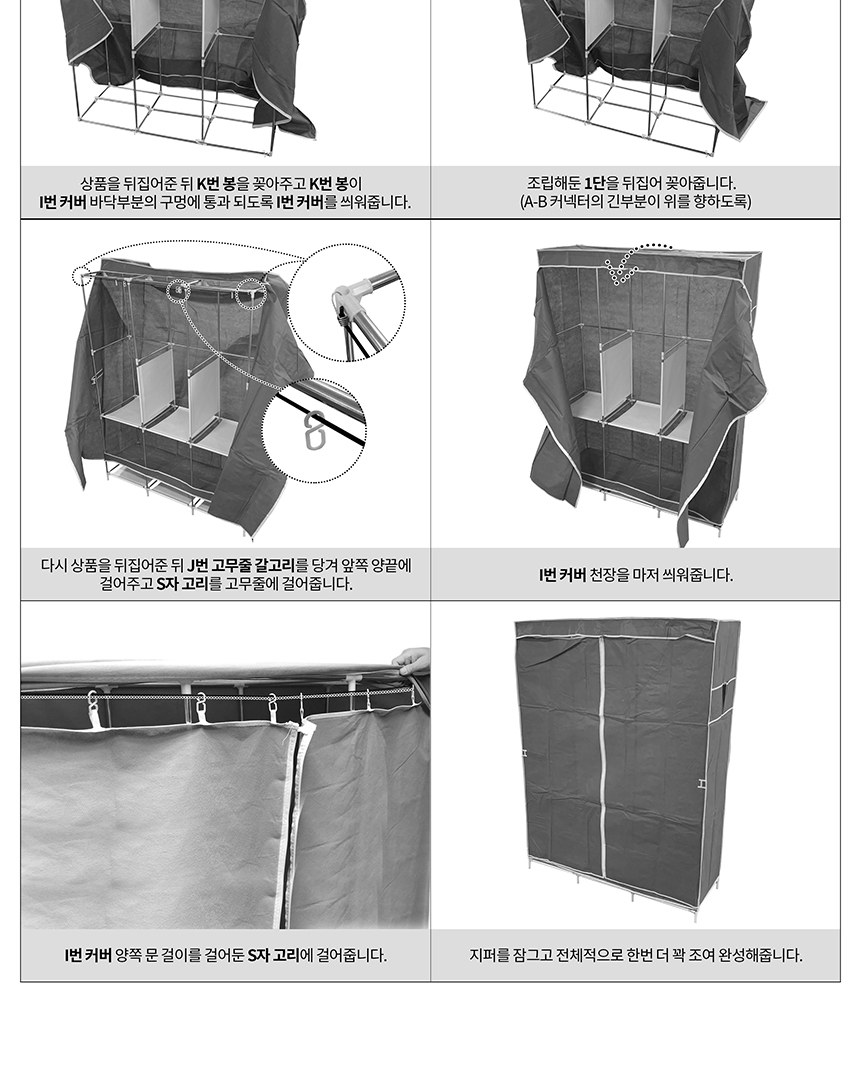 상품을 뒤집어준 뒤 K번 봉을 꽂아주고 K번 봉이
I번 커버 바닥부분의 구멍에 통과 되도록 I번 커버를 씌워줍니다.
조립해둔 1단을 뒤집어 꽂아줍니다.
(A-B 커넥터의 긴부분이 위를 향하도록)
다시 상품을 뒤집어준 뒤 J번 고무줄 갈고리를 당겨 앞쪽 양끝에
걸어주고 S자 고리를 고무줄에 걸어줍니다.
I번 커버 천장을 마저 씌워줍니다.
I번 커버 양쪽 문 걸이를 걸어둔 S자 고리에 걸어줍니다.
지퍼를 잠그고 전체적으로 한번 더 꽉 조여 완성해줍니다.